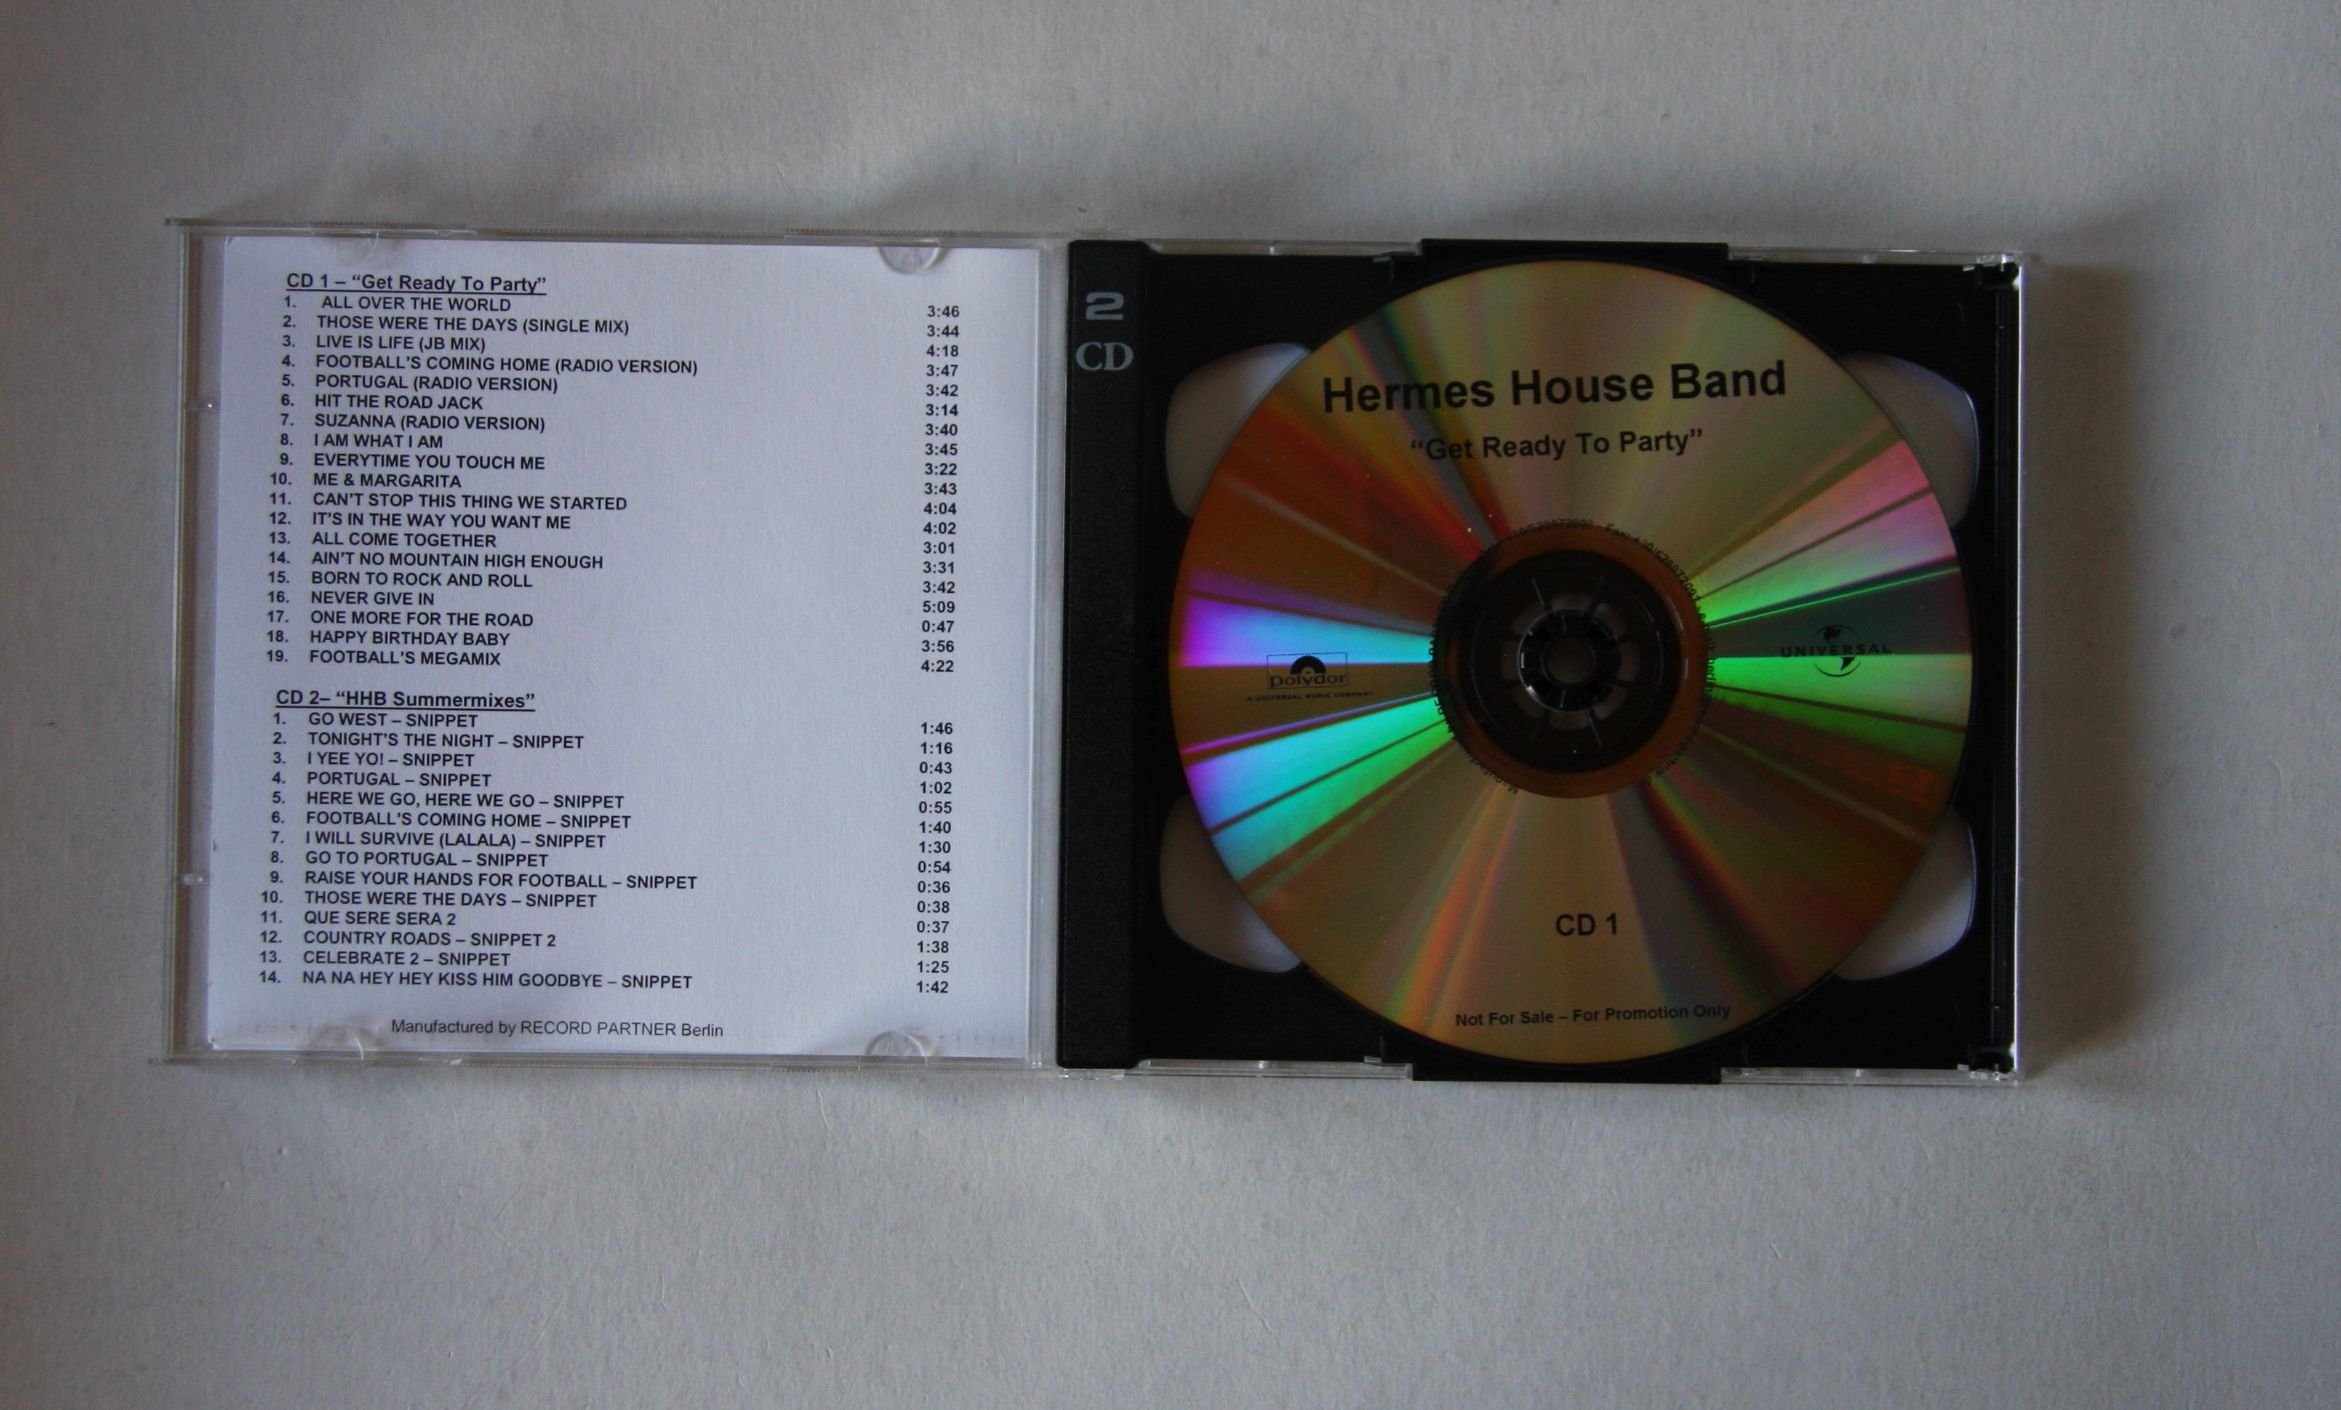 CD 1 – “Get Ready To Party”
1. ALL OVER THE WORLD 3:46
2. THOSE WERE THE DAYS (SINGLE MIX) 3:44
3. LIVE IS LIFE (JB MIX) 4:18
4. FOOTBALL'S COMING HOME (RADIO VERSION) 3:47
5. PORTUGAL (RADIO VERSION) 3:42
6. HIT THE ROAD JACK 3:14
7. SUZANNA (RADIO VERSION) 3:40
8. I AM WHAT I AM 3:45
9. EVERYTIME YOU TOUCH ME 3:22
10. ME & MARGARITA 3:43
11. CAN'T STOP THIS THING WE STARTED 4:04
12. IT'S IN THE WAY YOU WANT ME 4:02
13. ALL COME TOGETHER 3:01
14. AIN'T NO MOUNTAIN HIGH ENOUGH 3:31
15. BORN TO ROCK AND ROLL 3:42
16. NEVER GIVE IN 5:09
17. ONE MORE FOR THE ROAD 0:47
18. HAPPY BIRTHDAY BABY 3:56
19. FOOTBALL'S MEGAMIX 4:22
CD 2– “HHB Summermixes”
1. GO WEST – SNIPPET 1:46
2. TONIGHT'S THE NIGHT – SNIPPET 1:16
3. I YEE YO! – SNIPPET 0:43
4. PORTUGAL – SNIPPET 1:02
5. HERE WE GO, HERE WE GO – SNIPPET 0:55
6. FOOTBALL'S COMING HOME – SNIPPET 1:40
7. I WILL SURVIVE (LALALA) – SNIPPET 1:30
8. GO TO PORTUGAL – SNIPPET 0:54
9. RAISE YOUR HANDS FOR FOOTBALL – SNIPPET 0:36
10. THOSE WERE THE DAYS – SNIPPET 0:38
11. QUE SERE SERA 2 0:37
12. COUNTRY ROADS – SNIPPET 2 1:38
13. CELEBRATE 2 – SNIPPET 1:25
14. NA NA HEY HEY KISS HIM GOODBYE – SNIPPET 1:42
Manufactured by RECORD PARTNER Berlin
2
CD
Hermes House Band
“Get Ready To Party”
polydor
A UNIVERSAL MUSIC COMPANY
UNIVERSAL
CD 1
Not For Sale – For Promotion Only